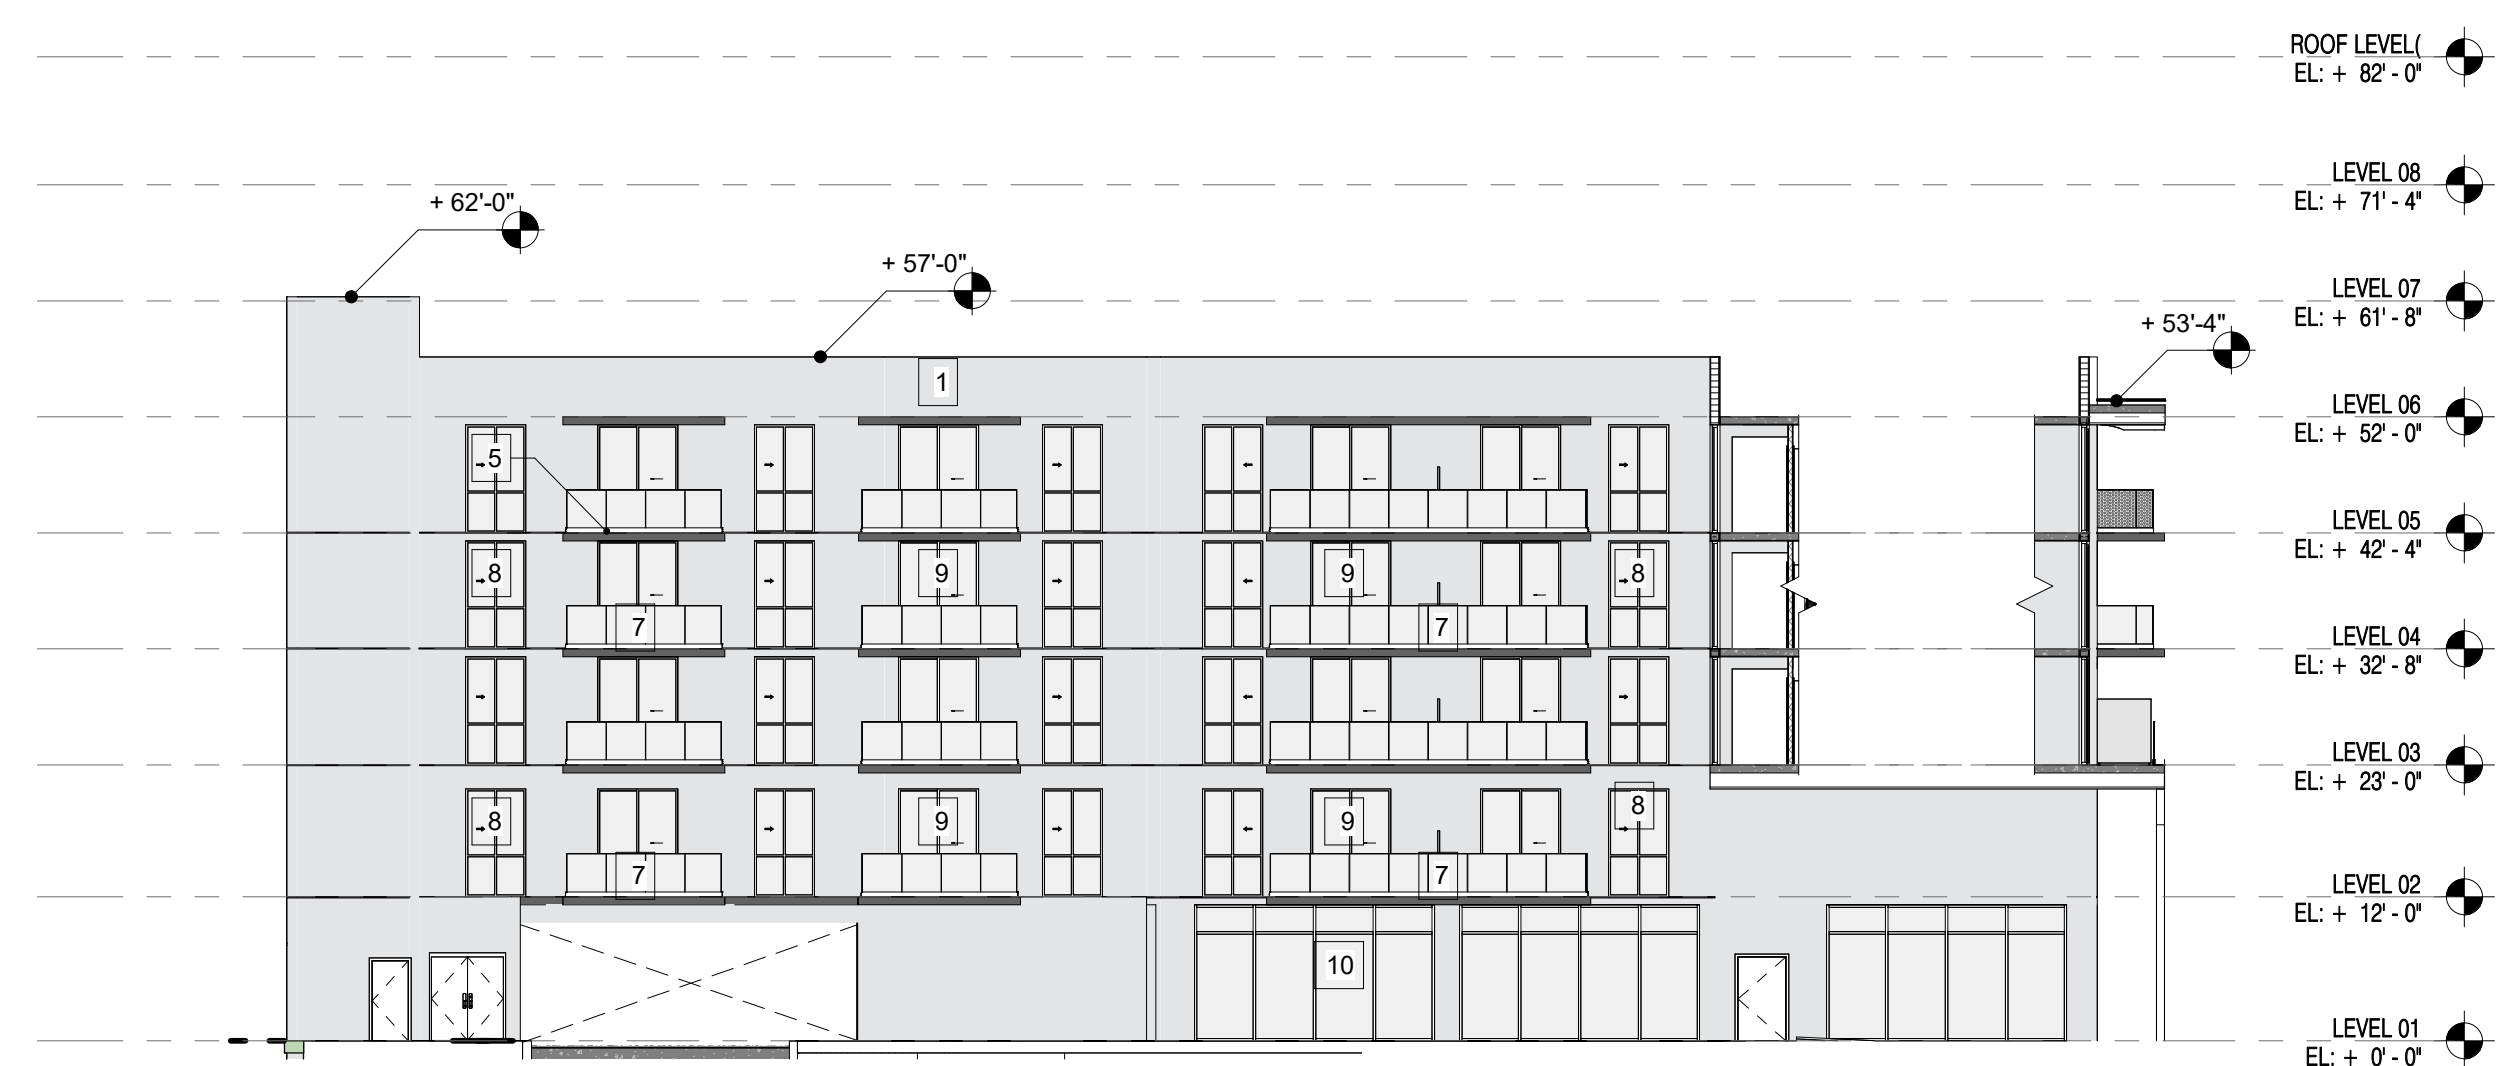 ROOF LEVEL(
EL: + 82' - 0"
LEVEL 08
EL: + 71' - 4"
+ 62'-0"
+ 57'-0"
LEVEL 07
EL: + 61' - 8"
+ 53'-4"
1
LEVEL 06
EL: + 52' - 0"
5
LEVEL 05
EL: + 42' - 4"
8
9
9
8
7
7
LEVEL 04
EL: + 32' - 8"
LEVEL 03
EL: + 23' - 0"
8
9
9
8
7
7
LEVEL 02
EL: + 12' - 0"
10
LEVEL 01
EL: + 0' - 0"